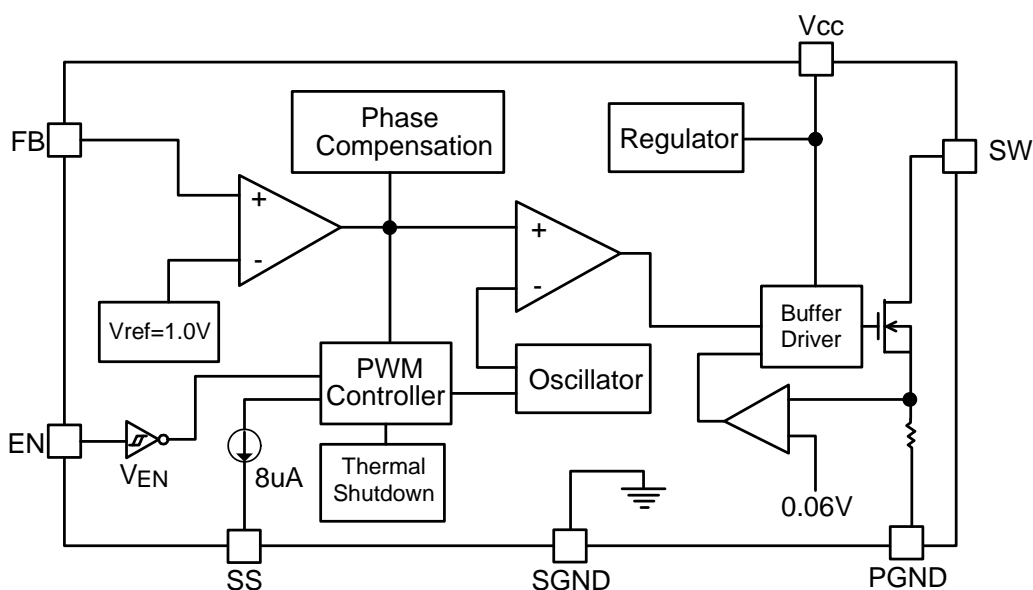 Vcc
FB
Phase
Compensation
Regulator
SW
+
-
+
-
Vref=1.0V
Buffer
Driver
PWM
Controller
Oscillator
EN
VEN
8uA
Thermal
Shutdown
0.06V
SS
SGND
PGND